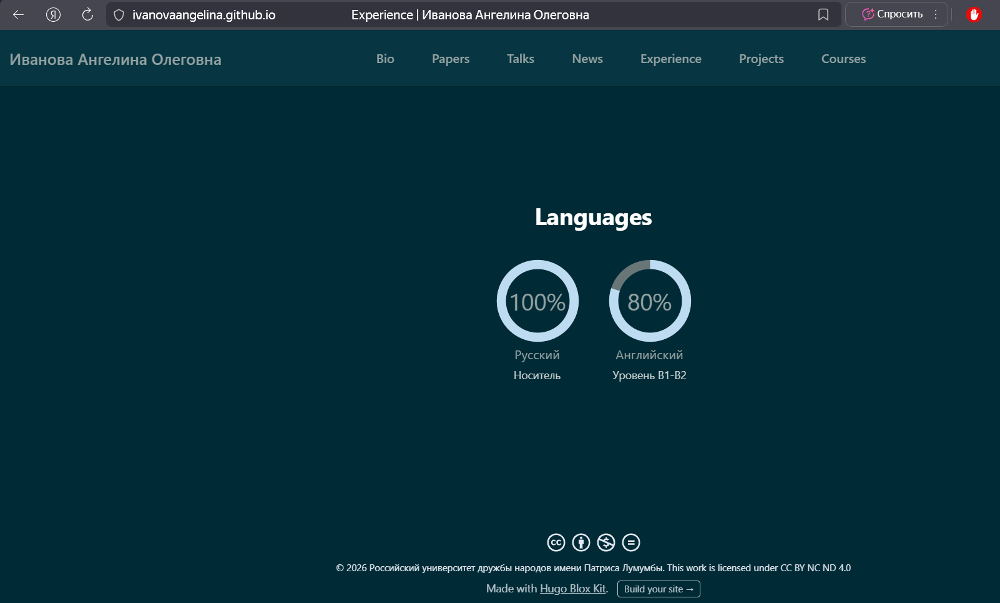 ivanovaangelina.github.io Experience | Иванова Ангелина Олеговна Спросить
Иванова Ангелина Олеговна Bio Papers Talks News Experience Projects Courses
Languages
100% 80%
Русский Английский
Носитель Уровень B1-B2
© 2026 Российский университет дружбы народов имени Патриса Лумумбы. This work is licensed under CC BY NC ND 4.0
Made with Hugo Blox Kit. Build your site →